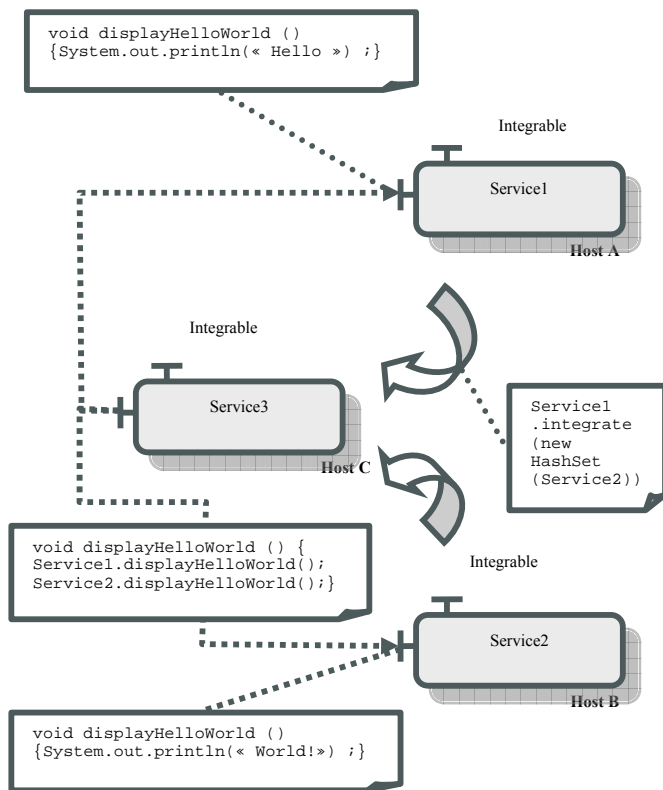 void displayHelloWorld ()
{System.out.println(« Hello ») ;}
Integrable
Service1
Host A
Integrable
Service3
Host C
Service1
.integrate
(new
HashSet
(Service2))
void displayHelloWorld () {
Service1.displayHelloWorld();
Service2.displayHelloWorld();}
Integrable
Service2
Host B
void displayHelloWorld ()
{System.out.println(« World!») ;}